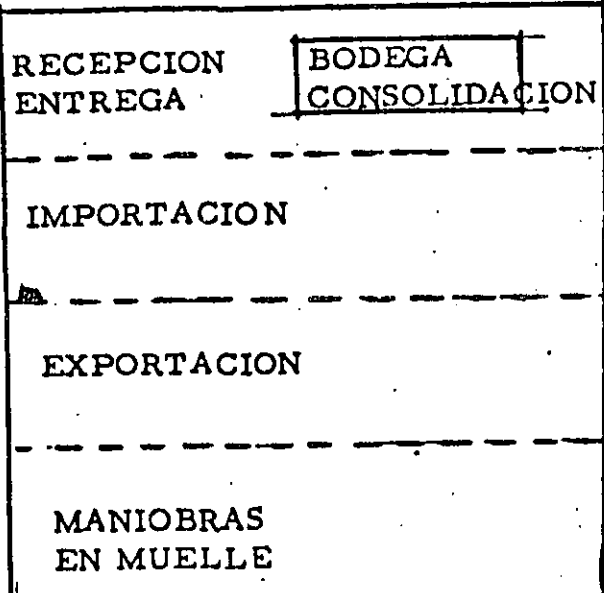 RECEPCION
ENTREGA
BODEGA
CONSOLIDACION
IMPORTACION
EXPORTACION
MANIOBRAS
EN MUELLE